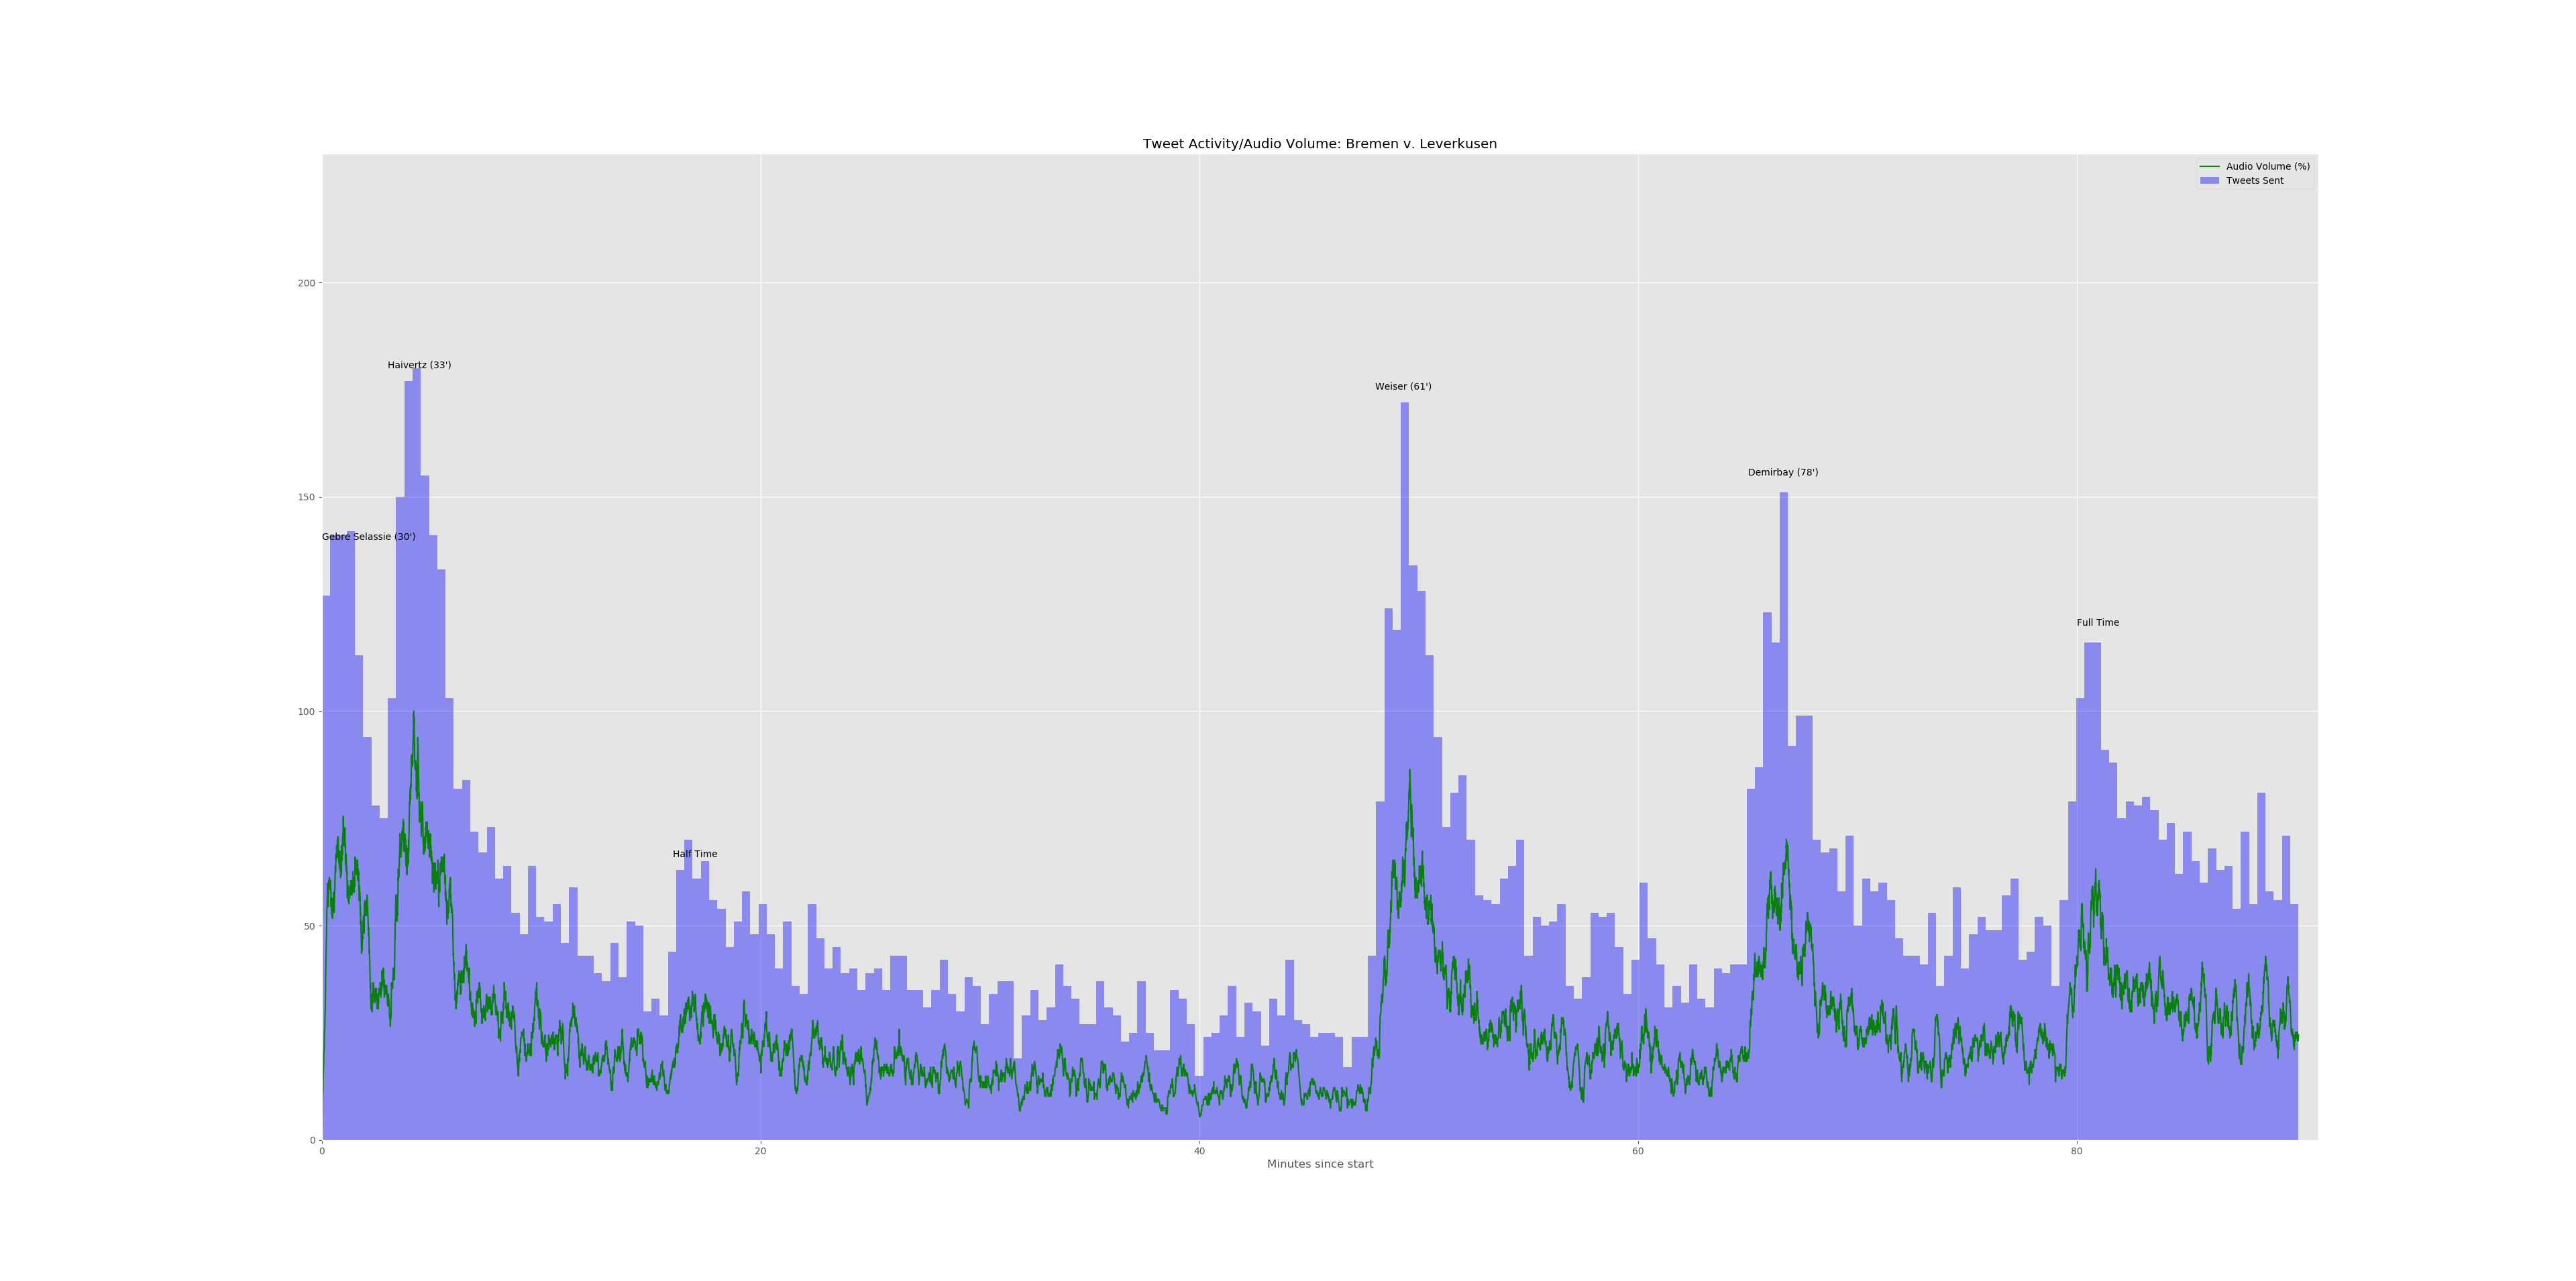 Tweet Activity/Audio Volume: Bremen v. Leverkusen
Audio Volume (%)
Tweets Sent
200
150
100
50
0
Haivertz (33')
Gebre Selassie (30')
Half Time
Weiser (61')
Demirbay (78')
Full Time
0 20 40 60 80
Minutes since start